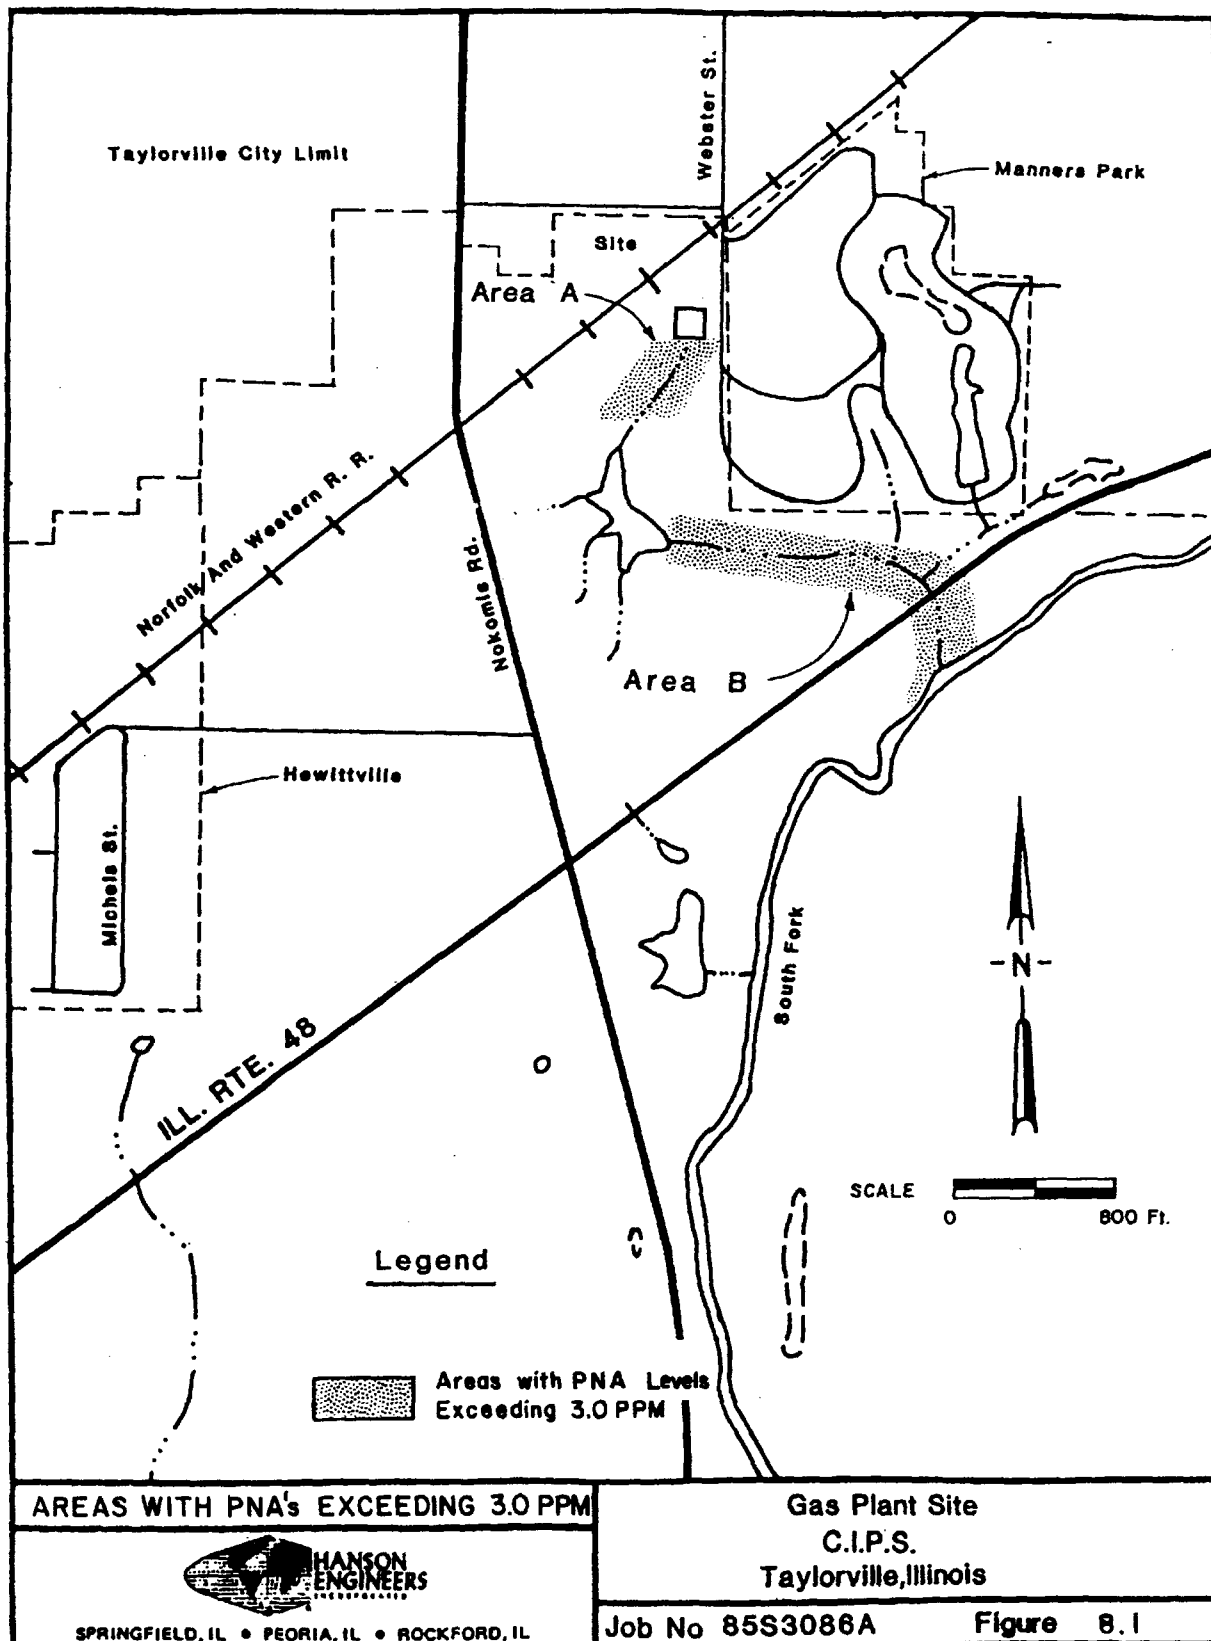 Webster St.
Taylorville City Limit
Manners Park
Site
Area A
Norfolk And Western R. R.
Nokomis Rd.
Area B
Hewittville
Michels St.
South Fork
-N-
ILL. RTE. 48
SCALE
0 800 Ft.
Legend
Areas with PNA Levels
Exceeding 3.0 PPM
AREAS WITH PNA's EXCEEDING 3.0 PPM
HANSON
ENGINEERS
INCORPORATED
SPRINGFIELD, IL • PEORIA, IL • ROCKFORD, IL
Gas Plant Site
C.I.P.S.
Taylorville, Illinois
Job No 85S3086A Figure 8.1